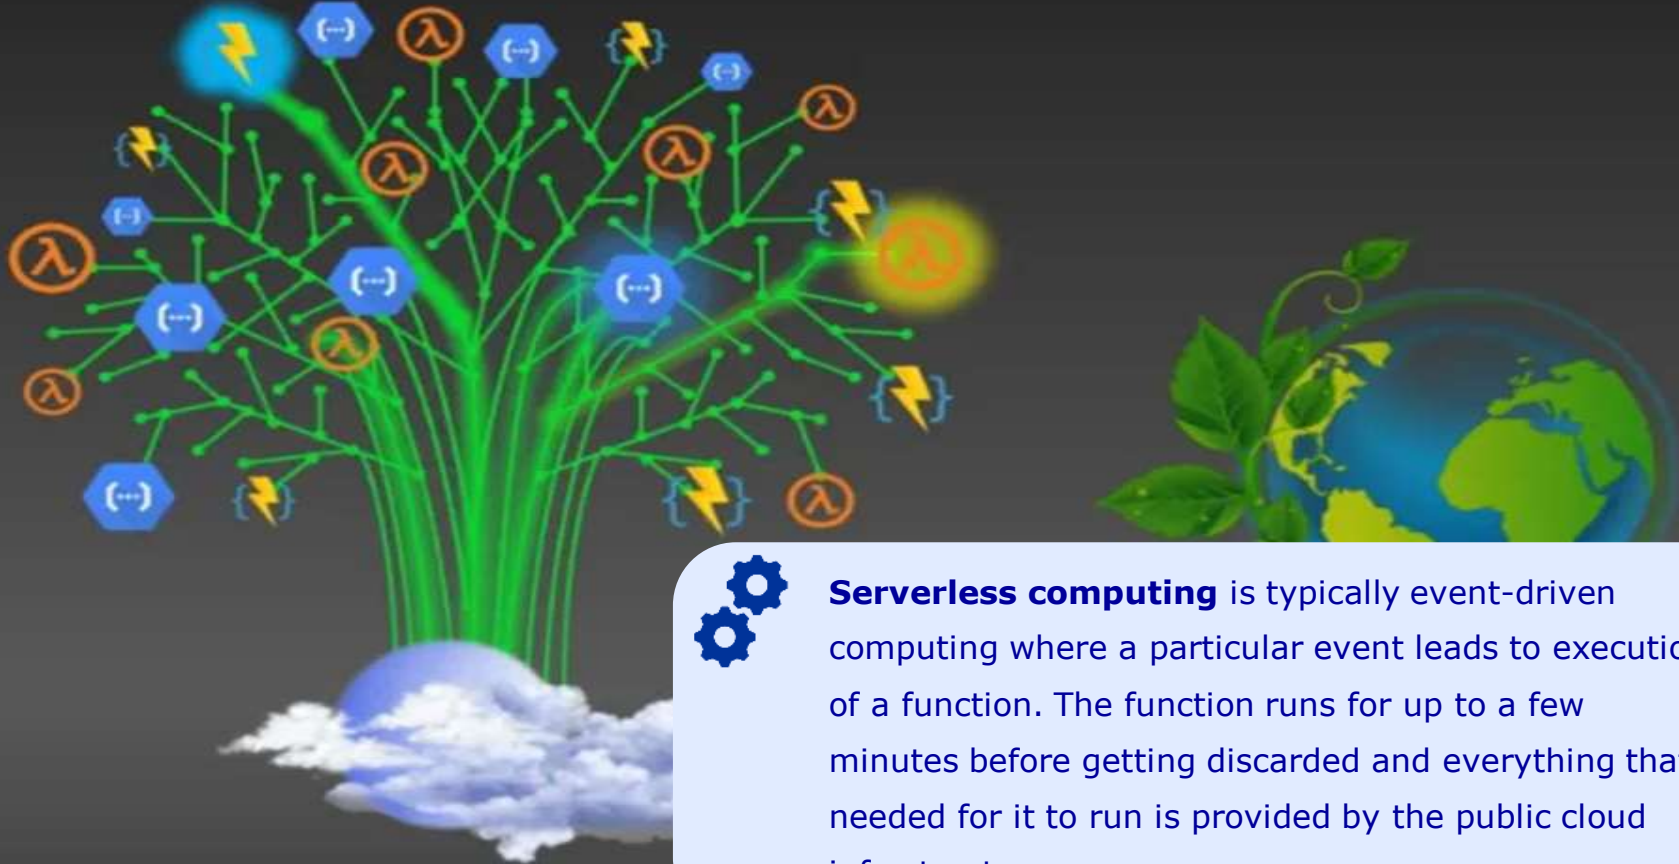 Serverless computing is typically event-driven
computing where a particular event leads to executio
of a function. The function runs for up to a few
minutes before getting discarded and everything tha
needed for it to run is provided by the public cloud